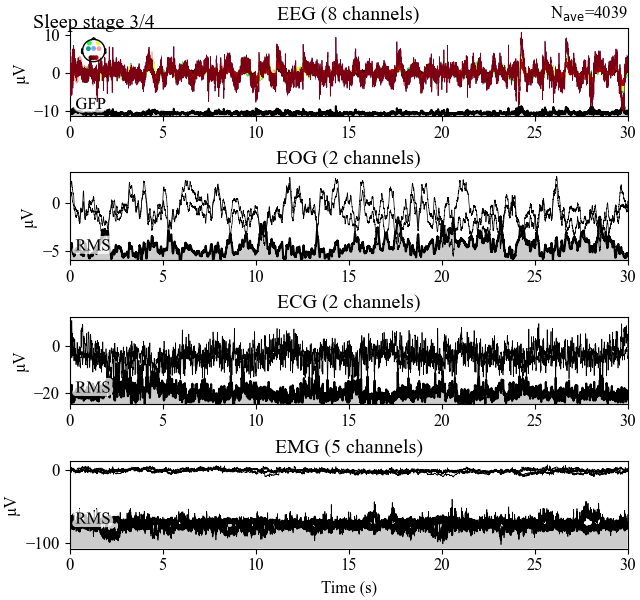 Sleep stage 3/4
EEG (8 channels)
Nave=4039
10
0
−10
µV
GFP
0 5 10 15 20 25 30
EOG (2 channels)
0
−5
µV
RMS
0 5 10 15 20 25 30
ECG (2 channels)
0
−20
µV
RMS
0 5 10 15 20 25 30
EMG (5 channels)
0
−100
µV
RMS
0 5 10 15 20 25 30
Time (s)